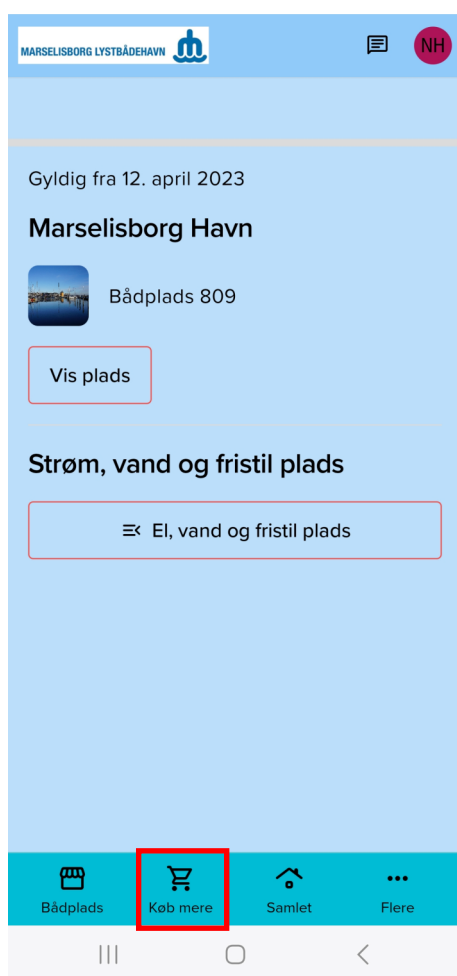 MARSELISBORG LYSTBÅDEHAVN
NH
Gyldig fra 12. april 2023
Marselisborg Havn
Bådplads 809
Vis plads
Strøm, vand og fristil plads
El, vand og fristil plads
Bådplads Køb mere Samlet Flere